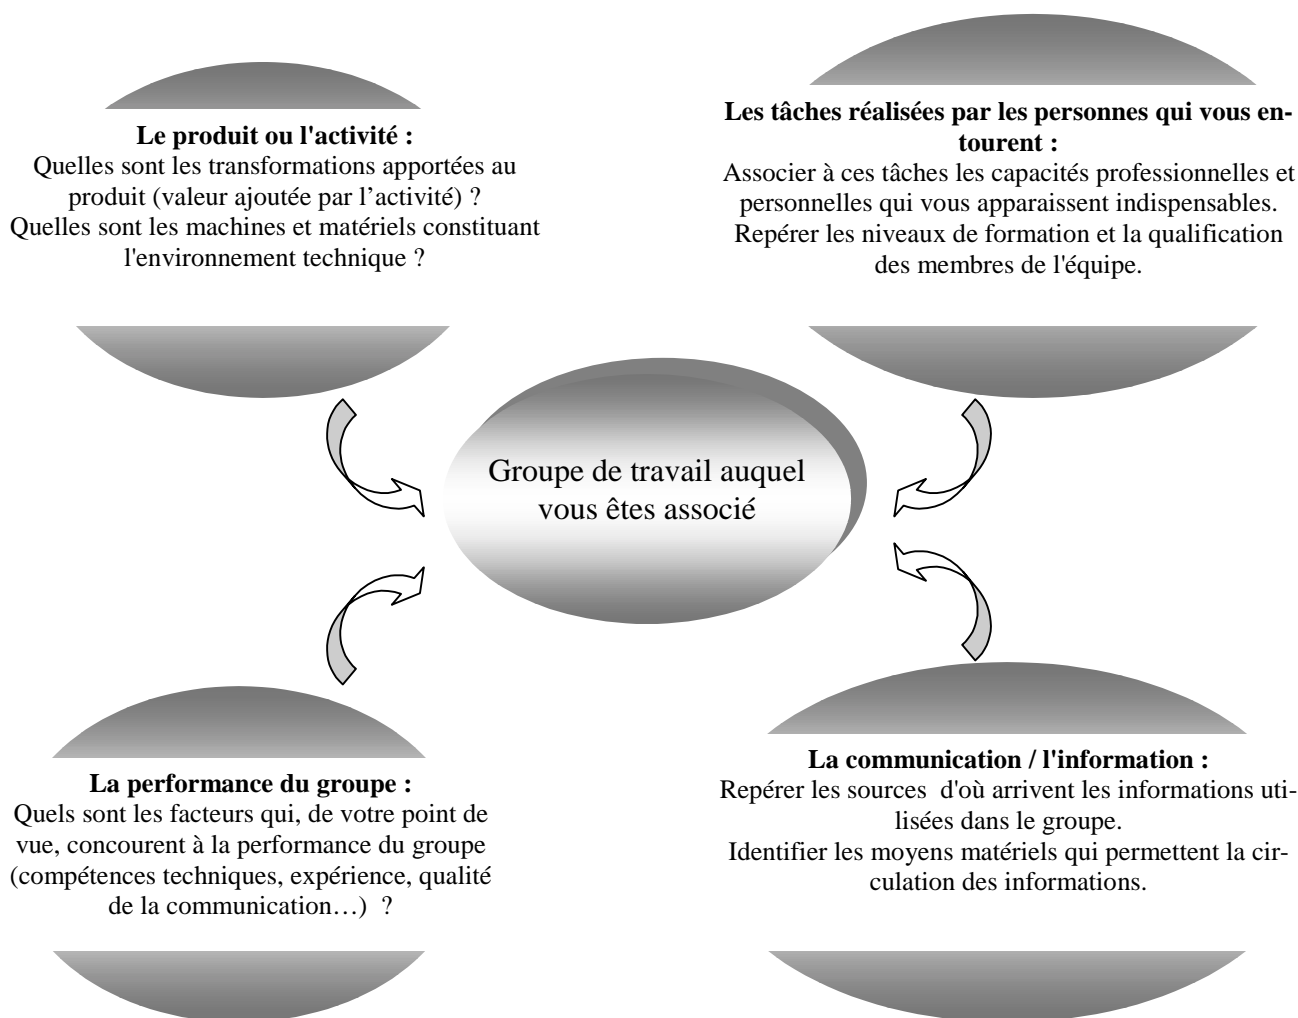 Le produit ou l'activité :
Quelles sont les transformations apportées au
produit (valeur ajoutée par l’activité) ?
Quelles sont les machines et matériels constituant
l'environnement technique ?
Les tâches réalisées par les personnes qui vous en-
tourent :
Associer à ces tâches les capacités professionnelles et
personnelles qui vous apparaissent indispensables.
Repérer les niveaux de formation et la qualification
des membres de l'équipe.
Groupe de travail auquel
vous êtes associé
La performance du groupe :
Quels sont les facteurs qui, de votre point de
vue, concourent à la performance du groupe
(compétences techniques, expérience, qualité
de la communication…)  ?
La communication / l'information :
Repérer les sources  d'où arrivent les informations uti-
lisées dans le groupe.
Identifier les moyens matériels qui permettent la cir-
culation des informations.